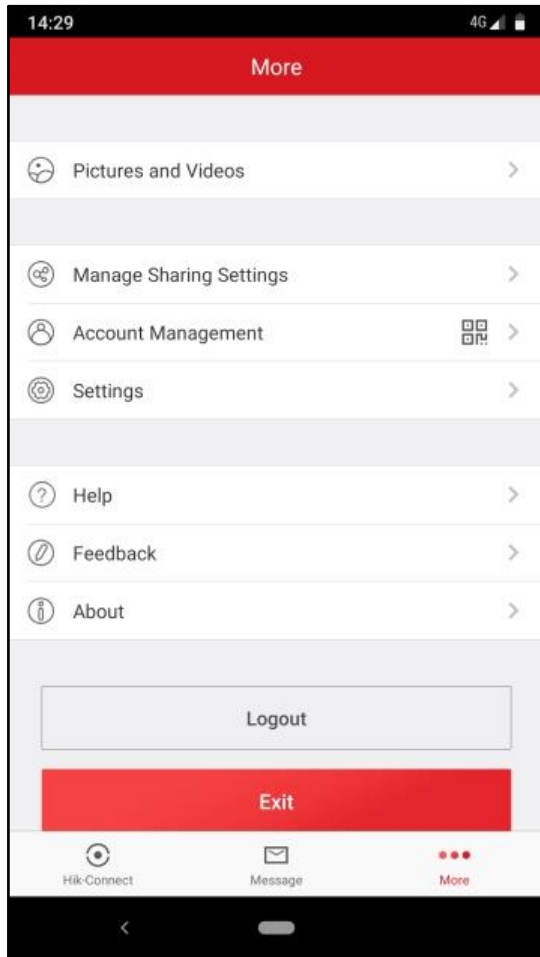 14:29
4G
More
Pictures and Videos
Manage Sharing Settings
Account Management
Settings
Help
Feedback
About
Logout
Exit
Hik-Connect
Message
More